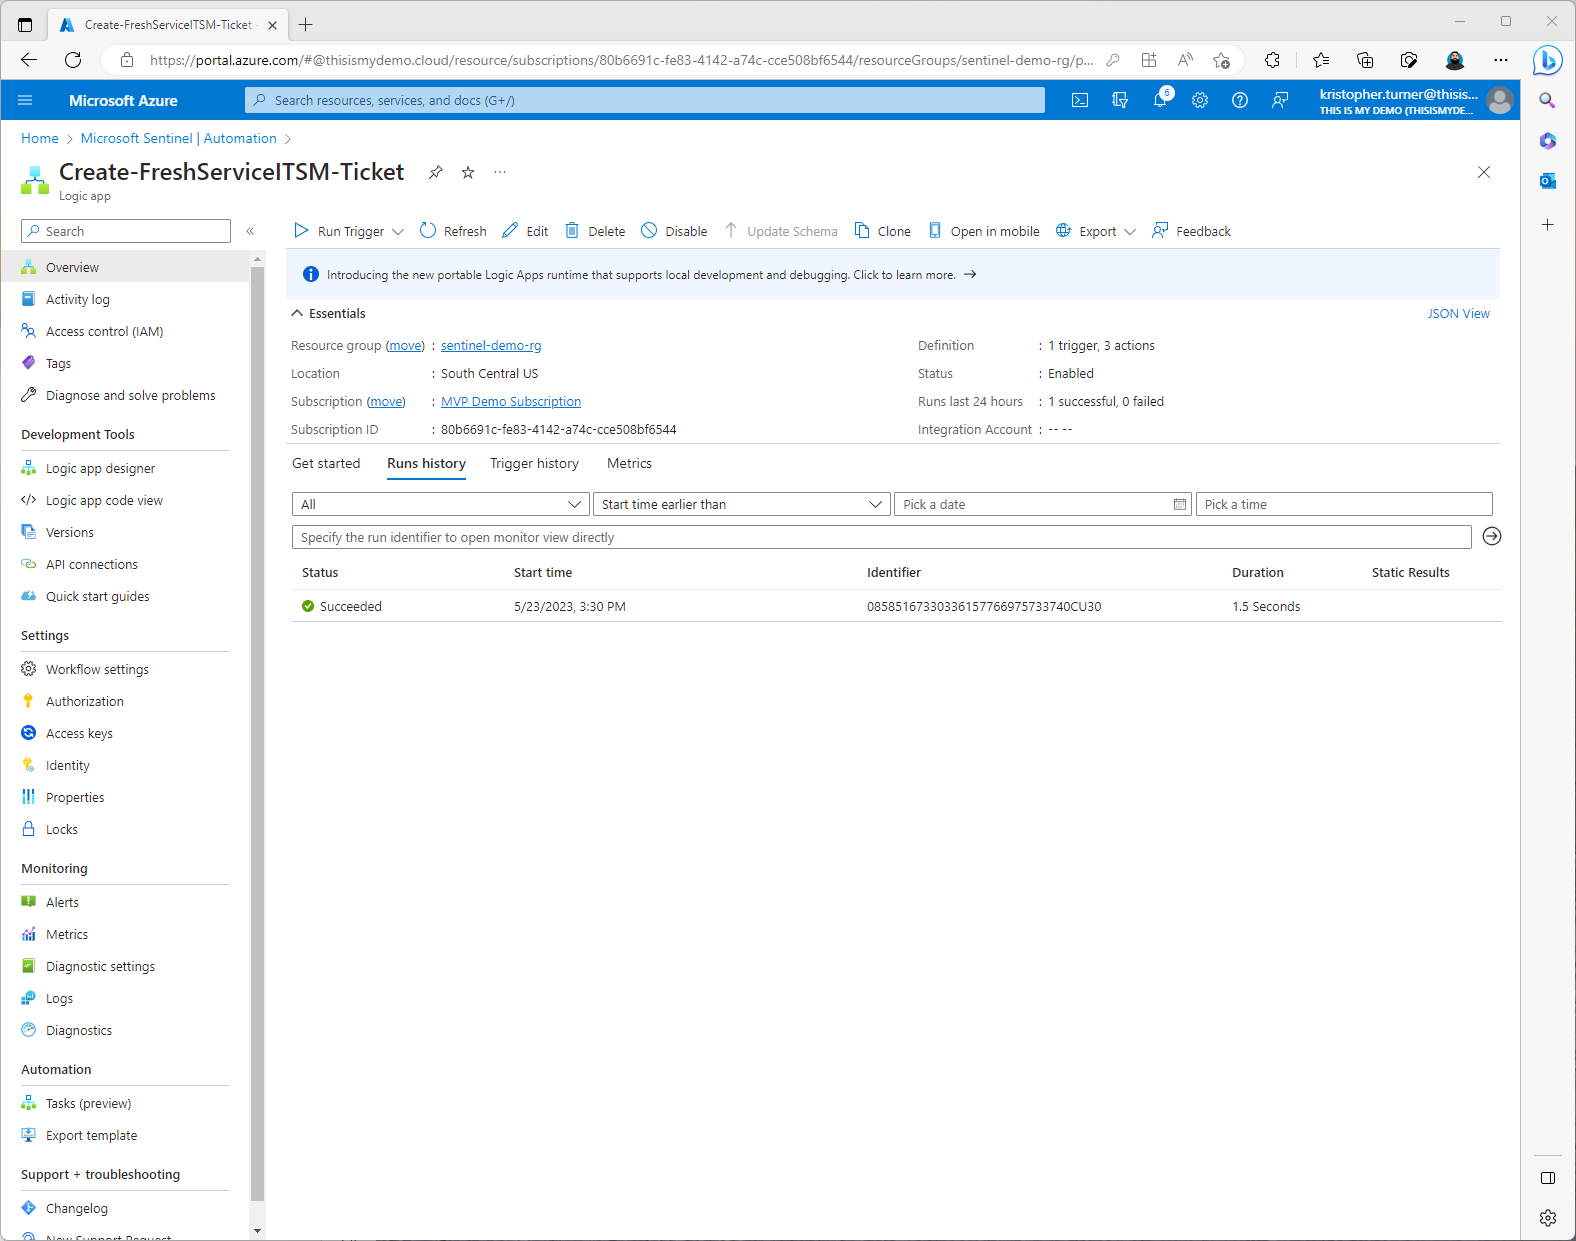 Create-FreshServiceITSM-Ticket
https://portal.azure.com/#@thisismydemo.cloud/resource/subscriptions/80b6691c-fe83-4142-a74c-cce508bf6544/resourceGroups/sentinel-demo-rg/p...
Microsoft Azure
Search resources, services, and docs (G+/)
6
kristopher.turner@thisis...
THIS IS MY DEMO (THISISMYDE...
Home > Microsoft Sentinel | Automation >
Create-FreshServiceITSM-Ticket
Logic app
Search
Run Trigger
Refresh
Edit
Delete
Disable
Update Schema
Clone
Open in mobile
Export
Feedback
Overview
Activity log
Access control (IAM)
Tags
Diagnose and solve problems
Development Tools
Logic app designer
Logic app code view
Versions
API connections
Quick start guides
Settings
Workflow settings
Authorization
Access keys
Identity
Properties
Locks
Monitoring
Alerts
Metrics
Diagnostic settings
Logs
Diagnostics
Automation
Tasks (preview)
Export template
Support + troubleshooting
Changelog
New Support Request
Introducing the new portable Logic Apps runtime that supports local development and debugging. Click to learn more. →
Essentials
JSON View
Resource group (move) : sentinel-demo-rg
Location : South Central US
Subscription (move) : MVP Demo Subscription
Subscription ID : 80b6691c-fe83-4142-a74c-cce508bf6544
Definition : 1 trigger, 3 actions
Status : Enabled
Runs last 24 hours : 1 successful, 0 failed
Integration Account : -- --
Get started Runs history Trigger history Metrics
All Start time earlier than Pick a date Pick a time
Specify the run identifier to open monitor view directly
Status Start time Identifier Duration Static Results
Succeeded 5/23/2023, 3:30 PM 08585167330336157766975733740CU30 1.5 Seconds